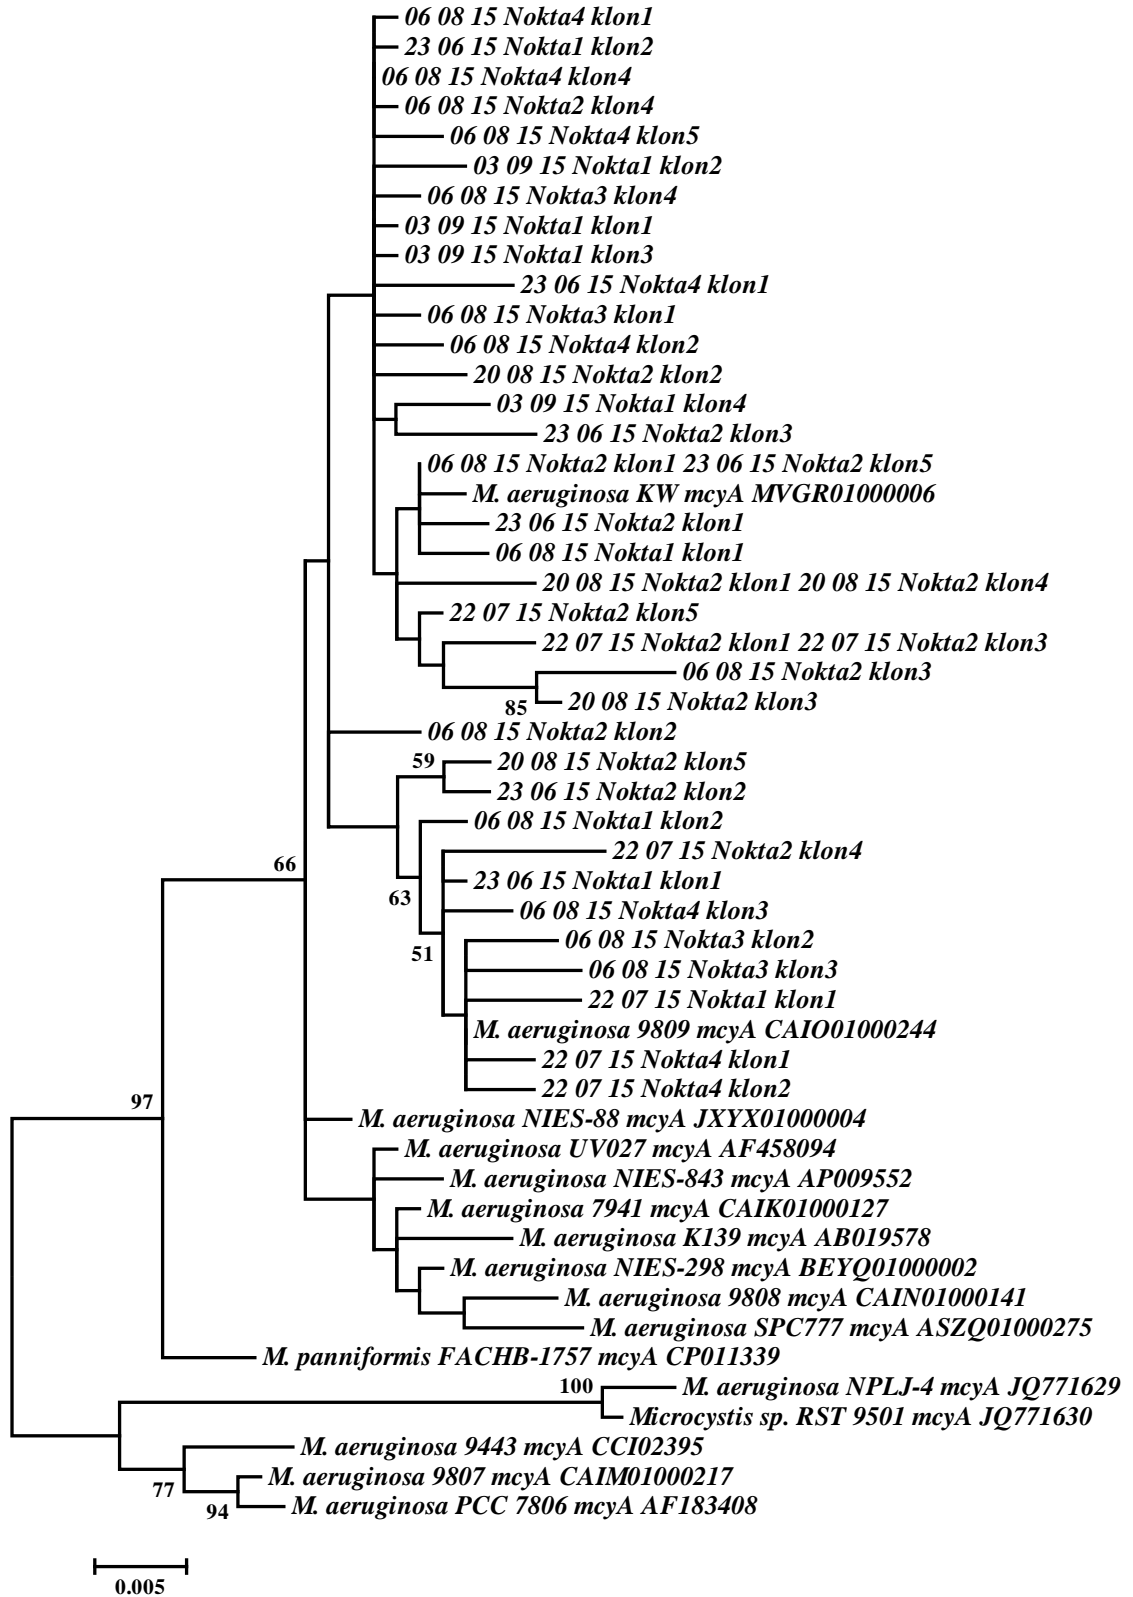 06 08 15 Nokta4 klon1
23 06 15 Nokta1 klon2
06 08 15 Nokta4 klon4
06 08 15 Nokta2 klon4
06 08 15 Nokta4 klon5
03 09 15 Nokta1 klon2
06 08 15 Nokta3 klon4
03 09 15 Nokta1 klon1
03 09 15 Nokta1 klon3
23 06 15 Nokta4 klon1
06 08 15 Nokta3 klon1
06 08 15 Nokta4 klon2
20 08 15 Nokta2 klon2
03 09 15 Nokta1 klon4
23 06 15 Nokta2 klon3
06 08 15 Nokta2 klon1 23 06 15 Nokta2 klon5
M. aeruginosa KW mcyA MVGR01000006
23 06 15 Nokta2 klon1
06 08 15 Nokta1 klon1
20 08 15 Nokta2 klon1 20 08 15 Nokta2 klon4
22 07 15 Nokta2 klon5
22 07 15 Nokta2 klon1 22 07 15 Nokta2 klon3
06 08 15 Nokta2 klon3
20 08 15 Nokta2 klon3
85
06 08 15 Nokta2 klon2
59
20 08 15 Nokta2 klon5
23 06 15 Nokta2 klon2
06 08 15 Nokta1 klon2
22 07 15 Nokta2 klon4
66
23 06 15 Nokta1 klon1
63
06 08 15 Nokta4 klon3
06 08 15 Nokta3 klon2
51
06 08 15 Nokta3 klon3
22 07 15 Nokta1 klon1
M. aeruginosa 9809 mcyA CAIO01000244
22 07 15 Nokta4 klon1
22 07 15 Nokta4 klon2
97
M. aeruginosa NIES-88 mcyA JXYX01000004
M. aeruginosa UV027 mcyA AF458094
M. aeruginosa NIES-843 mcyA AP009552
M. aeruginosa 7941 mcyA CAIK01000127
M. aeruginosa K139 mcyA AB019578
M. aeruginosa NIES-298 mcyA BEYQ01000002
M. aeruginosa 9808 mcyA CAIN01000141
M. aeruginosa SPC777 mcyA ASZQ01000275
M. panniformis FACHB-1757 mcyA CP011339
100
M. aeruginosa NPLJ-4 mcyA JQ771629
Microcystis sp. RST 9501 mcyA JQ771630
M. aeruginosa 9443 mcyA CCI02395
M. aeruginosa 9807 mcyA CAIM01000217
77
M. aeruginosa PCC 7806 mcyA AF183408
94
0.005